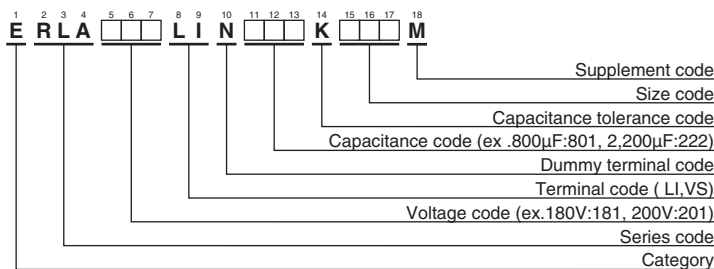 1 2 3 4 5 6 7 8 9 10 11 12 13 14 15 16 17 18
E R L A □□□ L I N □□□ K □□□ M
Supplement code
Size code
Capacitance tolerance code
Capacitance code (ex .800µF:801, 2,200µF:222)
Dummy terminal code
Terminal code ( LI,VS)
Voltage code (ex.180V:181, 200V:201)
Series code
Category